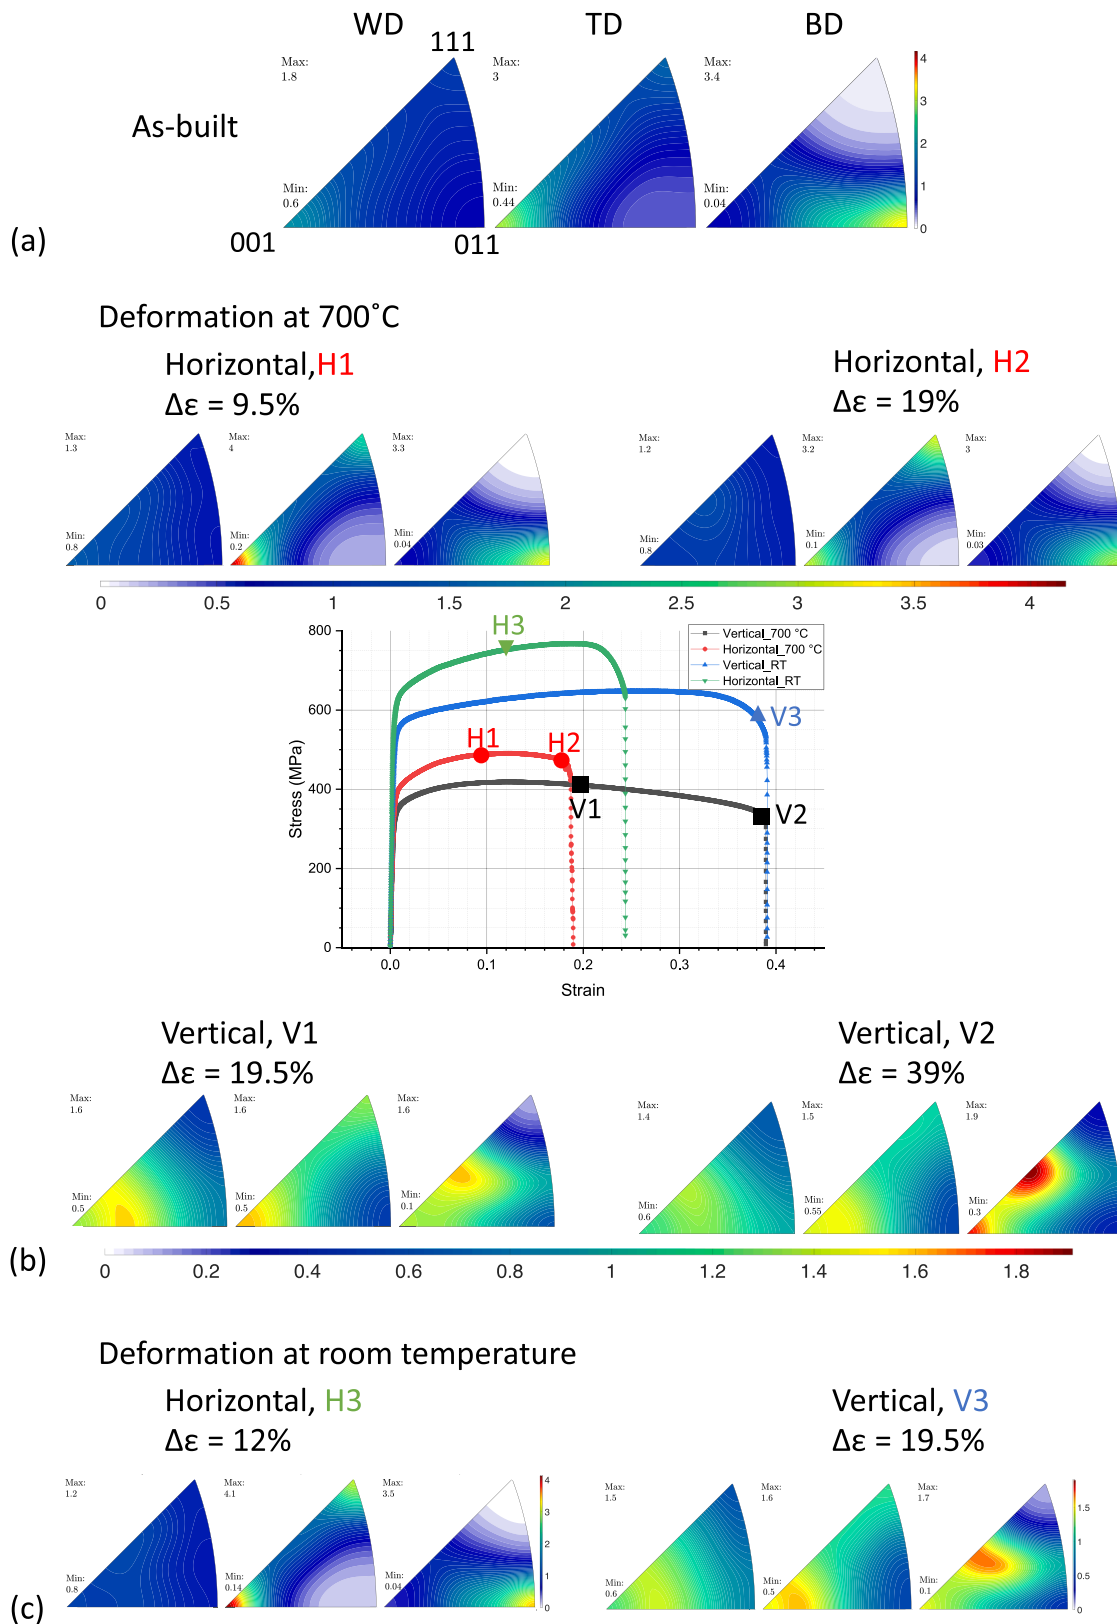 WD TD BD
111
Max:
1.8
Max:
3
Max:
3.4
As-built
Min:
0.6
Min:
0.44
Min:
0.04
4
3
2
1
0
(a)
001 011
Deformation at 700˚C
Horizontal,H1
Δε = 9.5%
Horizontal, H2
Δε = 19%
Max:
1.3
Max:
4
Max:
3.3
Max:
1.2
Max:
3.2
Max:
3
Min:
0.8
Min:
0.2
Min:
0.04
Min:
0.8
Min:
0.1
Min:
0.03
0 0.5 1 1.5 2 2.5 3 3.5 4
H3
Vertical_700 °C
Horizontal_700 °C
Vertical_RT
Horizontal_RT
V3
H1 H2
V1 V2
800
600
400
200
0
Stress (MPa)
0.0 0.1 0.2 0.3 0.4
Strain
Vertical, V1
Δε = 19.5%
Vertical, V2
Δε = 39%
Max:
1.6
Max:
1.6
Max:
1.6
Max:
1.4
Max:
1.5
Max:
1.9
Min:
0.5
Min:
0.5
Min:
0.1
Min:
0.6
Min:
0.55
Min:
0.3
(b)
0 0.2 0.4 0.6 0.8 1 1.2 1.4 1.6 1.8
Deformation at room temperature
Horizontal, H3
Δε = 12%
Vertical, V3
Δε = 19.5%
Max:
1.2
Max:
4.1
Max:
3.5
4
3
2
1
0
Max:
1.5
Max:
1.6
Max:
1.7
1.5
1
0.5
0
Min:
0.8
Min:
0.14
Min:
0.04
Min:
0.6
Min:
0.5
Min:
0.1
(c)